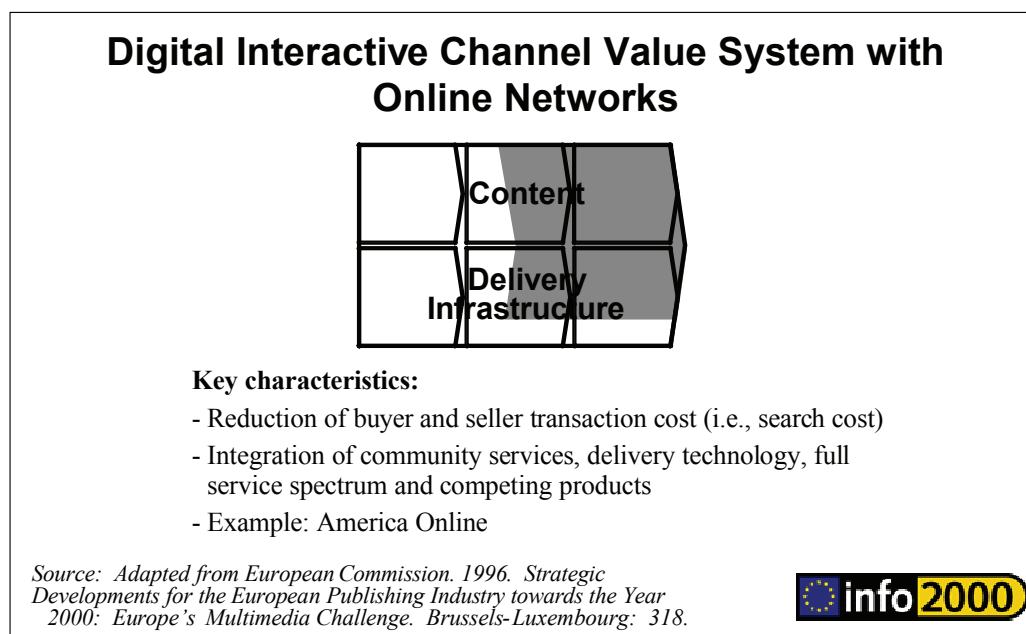 Digital Interactive Channel Value System with
Online Networks
Content
Delivery
Infrastructure
Key characteristics:
- Reduction of buyer and seller transaction cost (i.e., search cost)
- Integration of community services, delivery technology, full
service spectrum and competing products
- Example: America Online
Source: Adapted from European Commission. 1996. Strategic
Developments for the European Publishing Industry towards the Year
2000: Europe's Multimedia Challenge. Brussels-Luxembourg: 318.
info2000